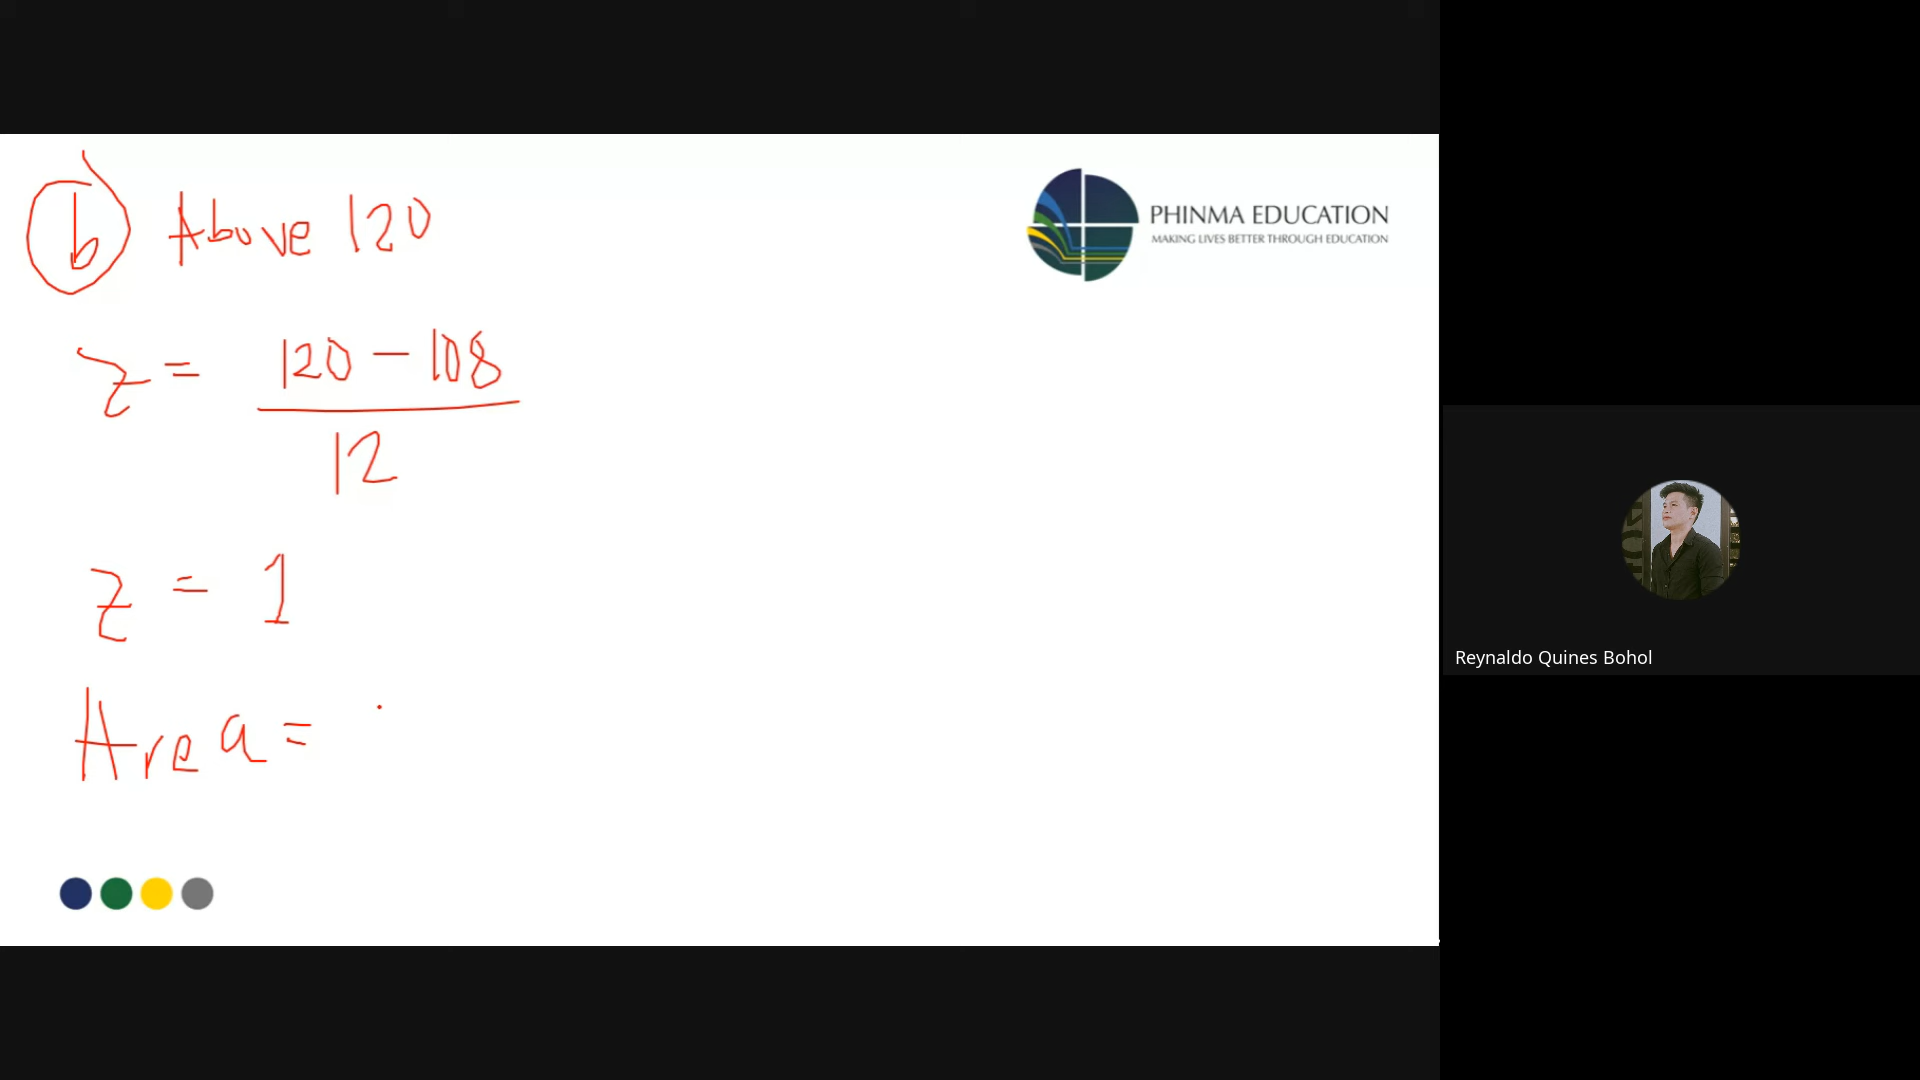 b Above 120
PHINMA EDUCATION
MAKING LIVES BETTER THROUGH EDUCATION
z = 120 - 108
12
z = 1
Area =
Reynaldo Quines Bohol